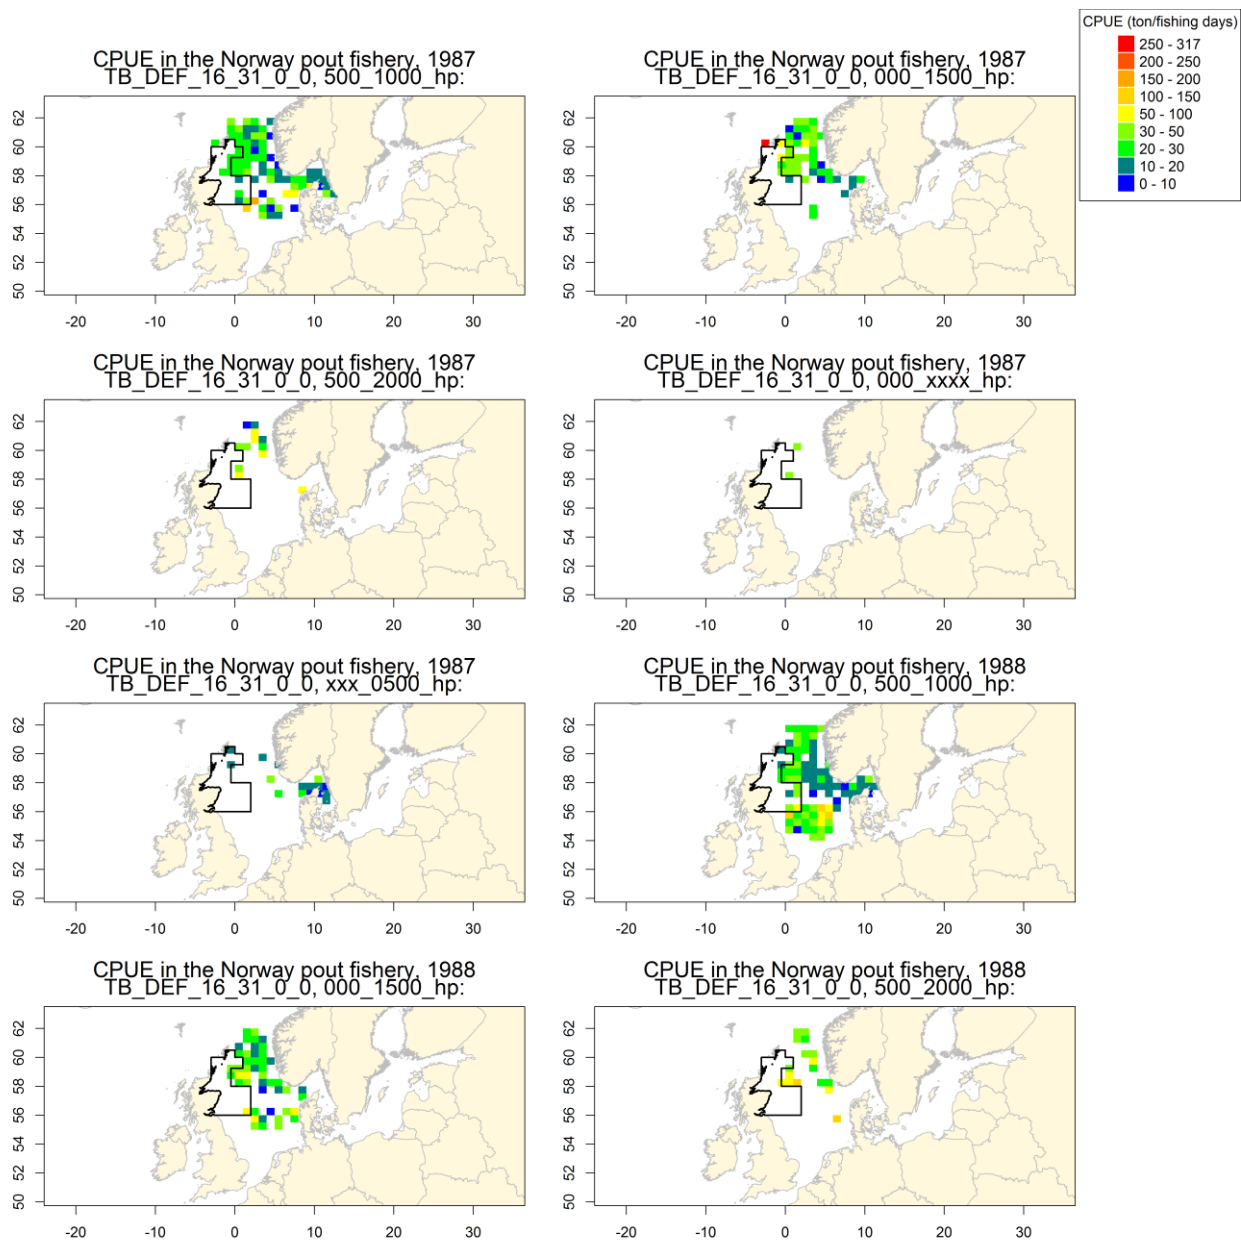 CPUE (ton/fishing days)
250 - 317
200 - 250
150 - 200
100 - 150
50 - 100
30 - 50
20 - 30
10 - 20
0 - 10
CPUE in the Norway pout fishery, 1987
TB_DEF_16_31_0_0, 500_1000_hp:
62
60
58
56
54
52
50
-20 -10 0 10 20 30
CPUE in the Norway pout fishery, 1987
TB_DEF_16_31_0_0, 000_1500_hp:
62
60
58
56
54
52
50
-20 -10 0 10 20 30
CPUE in the Norway pout fishery, 1987
TB_DEF_16_31_0_0, 500_2000_hp:
62
60
58
56
54
52
50
-20 -10 0 10 20 30
CPUE in the Norway pout fishery, 1987
TB_DEF_16_31_0_0, 000_xxxx_hp:
62
60
58
56
54
52
50
-20 -10 0 10 20 30
CPUE in the Norway pout fishery, 1987
TB_DEF_16_31_0_0, xxx_0500_hp:
62
60
58
56
54
52
50
-20 -10 0 10 20 30
CPUE in the Norway pout fishery, 1988
TB_DEF_16_31_0_0, 500_1000_hp:
62
60
58
56
54
52
50
-20 -10 0 10 20 30
CPUE in the Norway pout fishery, 1988
TB_DEF_16_31_0_0, 000_1500_hp:
62
60
58
56
54
52
50
-20 -10 0 10 20 30
CPUE in the Norway pout fishery, 1988
TB_DEF_16_31_0_0, 500_2000_hp:
62
60
58
56
54
52
50
-20 -10 0 10 20 30